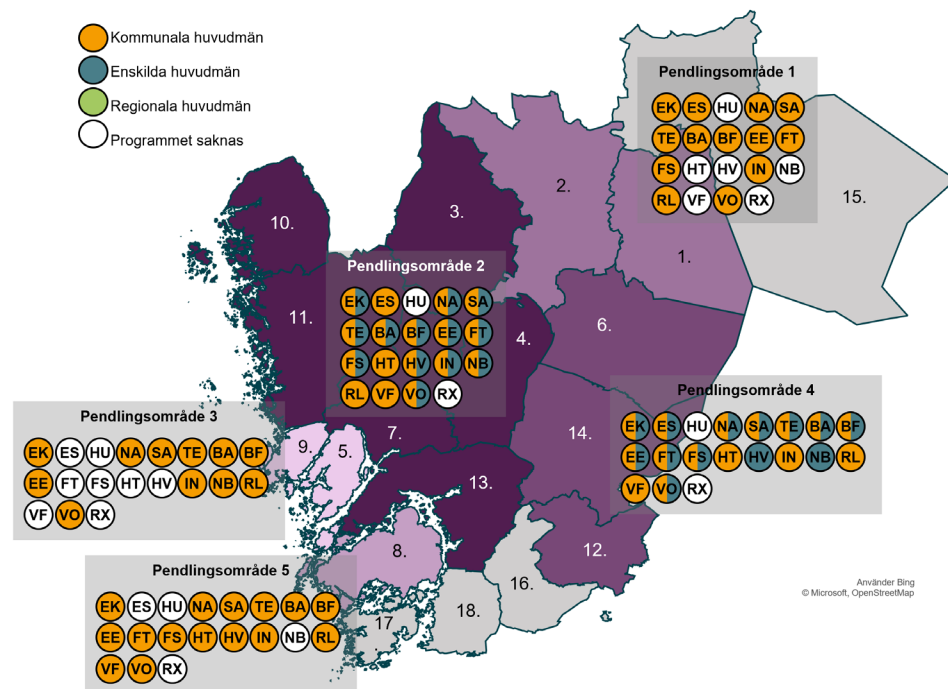 Kommunala huvudmän
Enskilda huvudmän
Regionala huvudmän
Programmet saknas
Pendlingsområde 1
EK ES HU NA SA
TE BA BF EE FT
FS HT HV IN NB
RL VF VO RX
15.
2.
3.
10.
1.
Pendlingsområde 2
EK ES HU NA SA
TE BA BF EE FT
FS HT HV IN NB
RL VF VO RX
11.
4.
6.
Pendlingsområde 4
EK ES HU NA SA TE BA BF
EE FT FS HT HV IN NB RL
VF VO RX
Pendlingsområde 3
EK ES HU NA SA TE BA BF
EE FT FS HT HV IN NB RL
VF VO RX
7.
14.
9.
5.
13.
8.
12.
Pendlingsområde 5
EK ES HU NA SA TE BA BF
EE FT FS HT HV IN NB RL
VF VO RX
16.
17
18.
Använder Bing
© Microsoft, OpenStreetMap